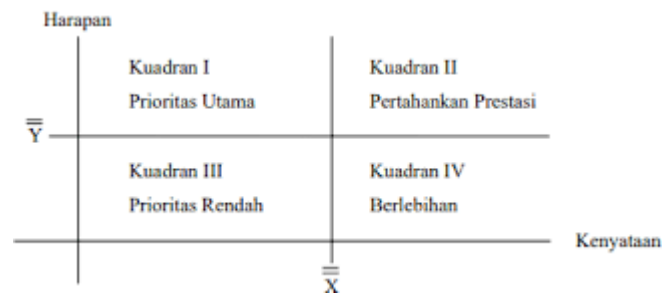 Harapan
Kuadran I
Prioritas Utama
Kuadran II
Pertahankan Prestasi
Y̿
Kuadran III
Prioritas Rendah
Kuadran IV
Berlebihan
Kenyataan
X̿